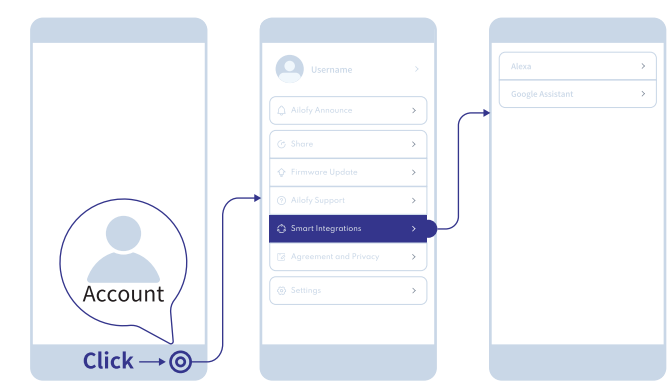 Account
Click
Username
Ailofy Announce
Share
Firmware Update
Ailofy Support
Smart Integrations
Agreement and Privacy
Settings
Alexa
Google Assistant